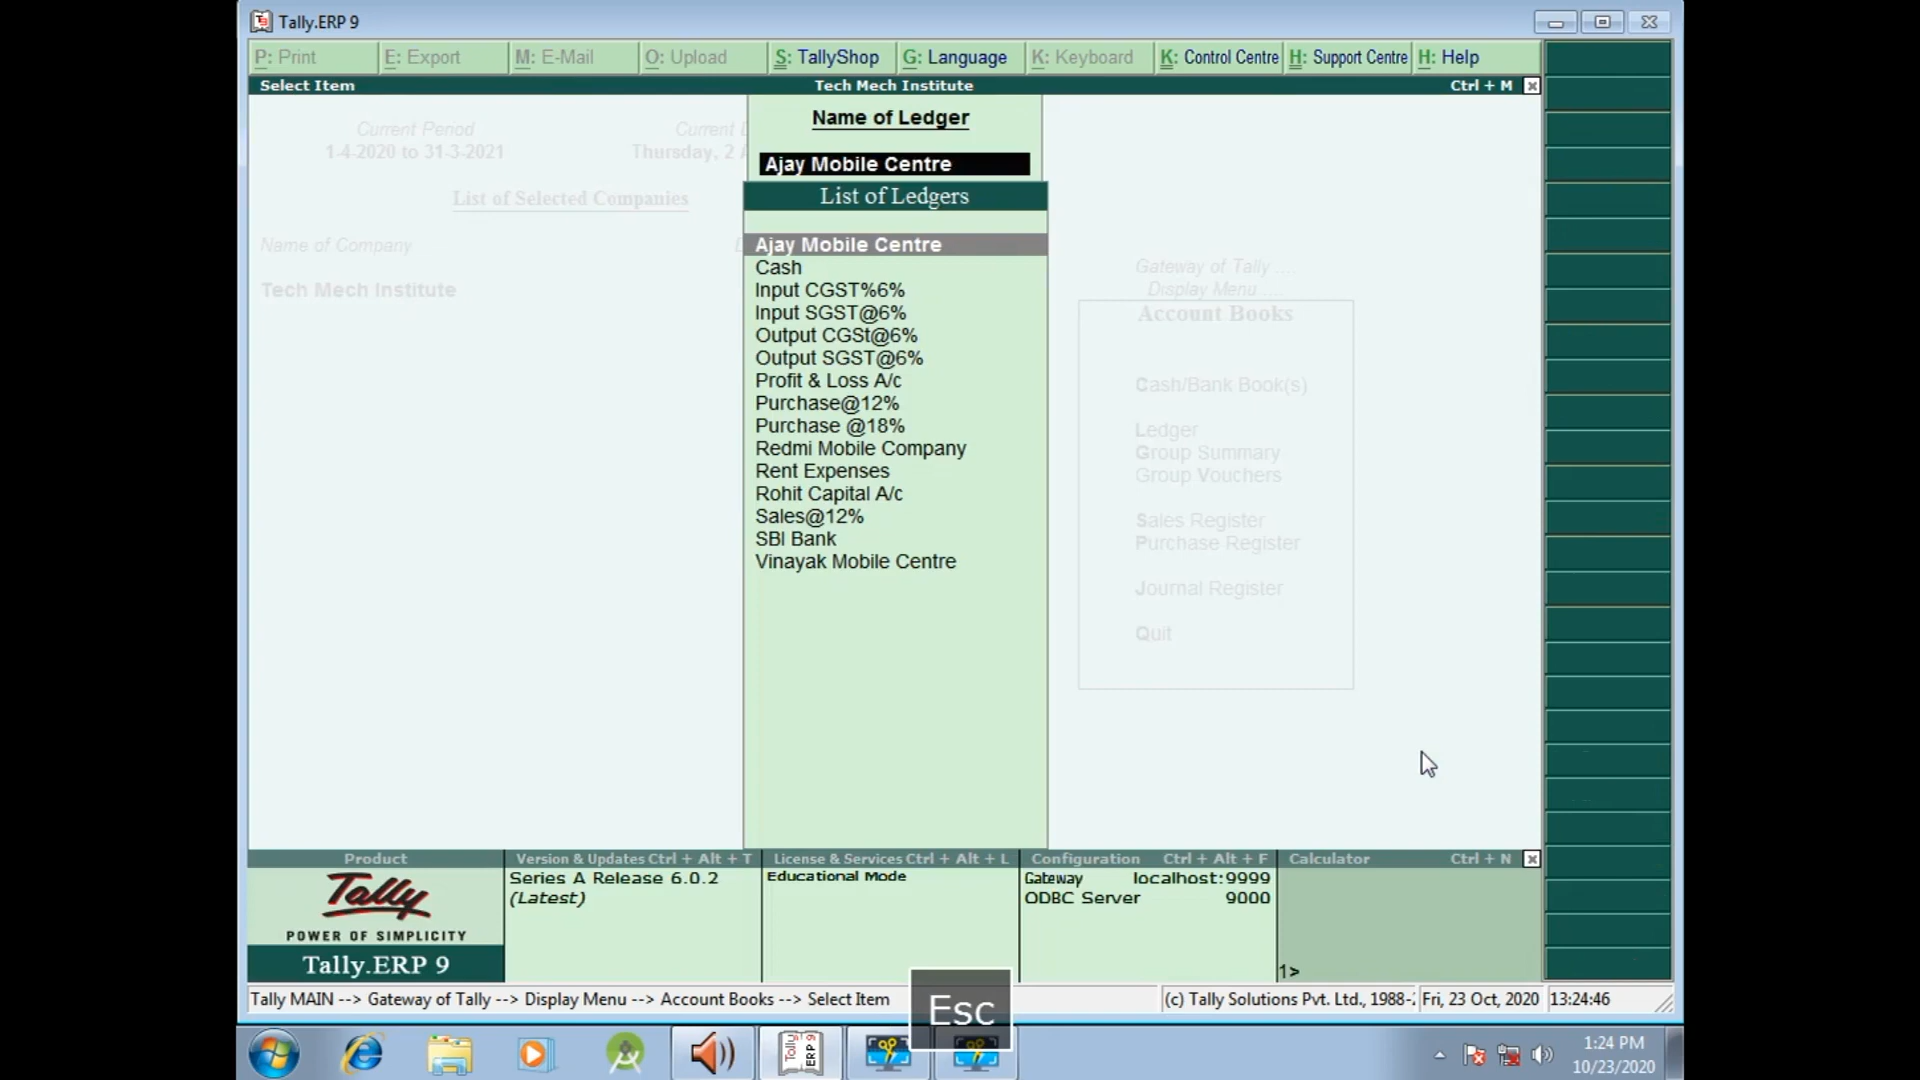 Tally.ERP 9
P: Print
E: Export
M: E-Mail
O: Upload
S: TallyShop
G: Language
K: Keyboard
K: Control Centre
H: Support Centre
H: Help
Select Item
Tech Mech Institute
Ctrl + M
Current Period
1-4-2020 to 31-3-2021
Thursday, 2
List of Selected Companies
Name of Company
Tech Mech Institute
Name of Ledger
Ajay Mobile Centre
List of Ledgers
Ajay Mobile Centre
Cash
Input CGST%6%
Input SGST@6%
Output CGSt@6%
Output SGST@6%
Profit & Loss A/c
Purchase@12%
Purchase @18%
Redmi Mobile Company
Rent Expenses
Rohit Capital A/c
Sales@12%
SBI Bank
Vinayak Mobile Centre
Gateway of Tally ....
Display Menu ....
Account Books
Cash/Bank Book(s)
Ledger
Group Summary
Group Vouchers
Sales Register
Purchase Register
Journal Register
Quit
Product
Version & Updates Ctrl + Alt + T
License & Services Ctrl + Alt + L
Configuration Ctrl + Alt + F
Calculator Ctrl + N
Tally
POWER OF SIMPLICITY
Tally.ERP 9
Series A Release 6.0.2
(Latest)
Educational Mode
Gateway localhost:9999
ODBC Server 9000
1>
Tally MAIN --> Gateway of Tally --> Display Menu --> Account Books --> Select Item
(c) Tally Solutions Pvt. Ltd., 1988-
Fri, 23 Oct, 2020
13:24:46
Esc
Tally ERP 9
1:24 PM
10/23/2020